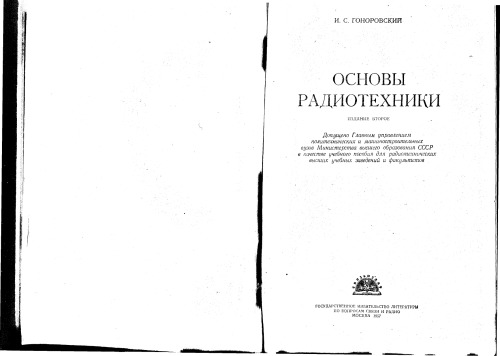 И. С. ГОНОРОВСКИЙ
ОСНОВЫ
РАДИОТЕХНИКИ
ИЗДАНИЕ ВТОРОЕ
Допущено Главным управлением
политехнических и машиностроительных
вузов Министерства высшего образования СССР
в качестве учебного пособия для радиотехнических
высших учебных заведений и факультетов
ГОСУДАРСТВЕННОЕ ИЗДАТЕЛЬСТВО ЛИТЕРАТУРЫ
ПО ВОПРОСАМ СВЯЗИ И РАДИО
МОСКВА 1957